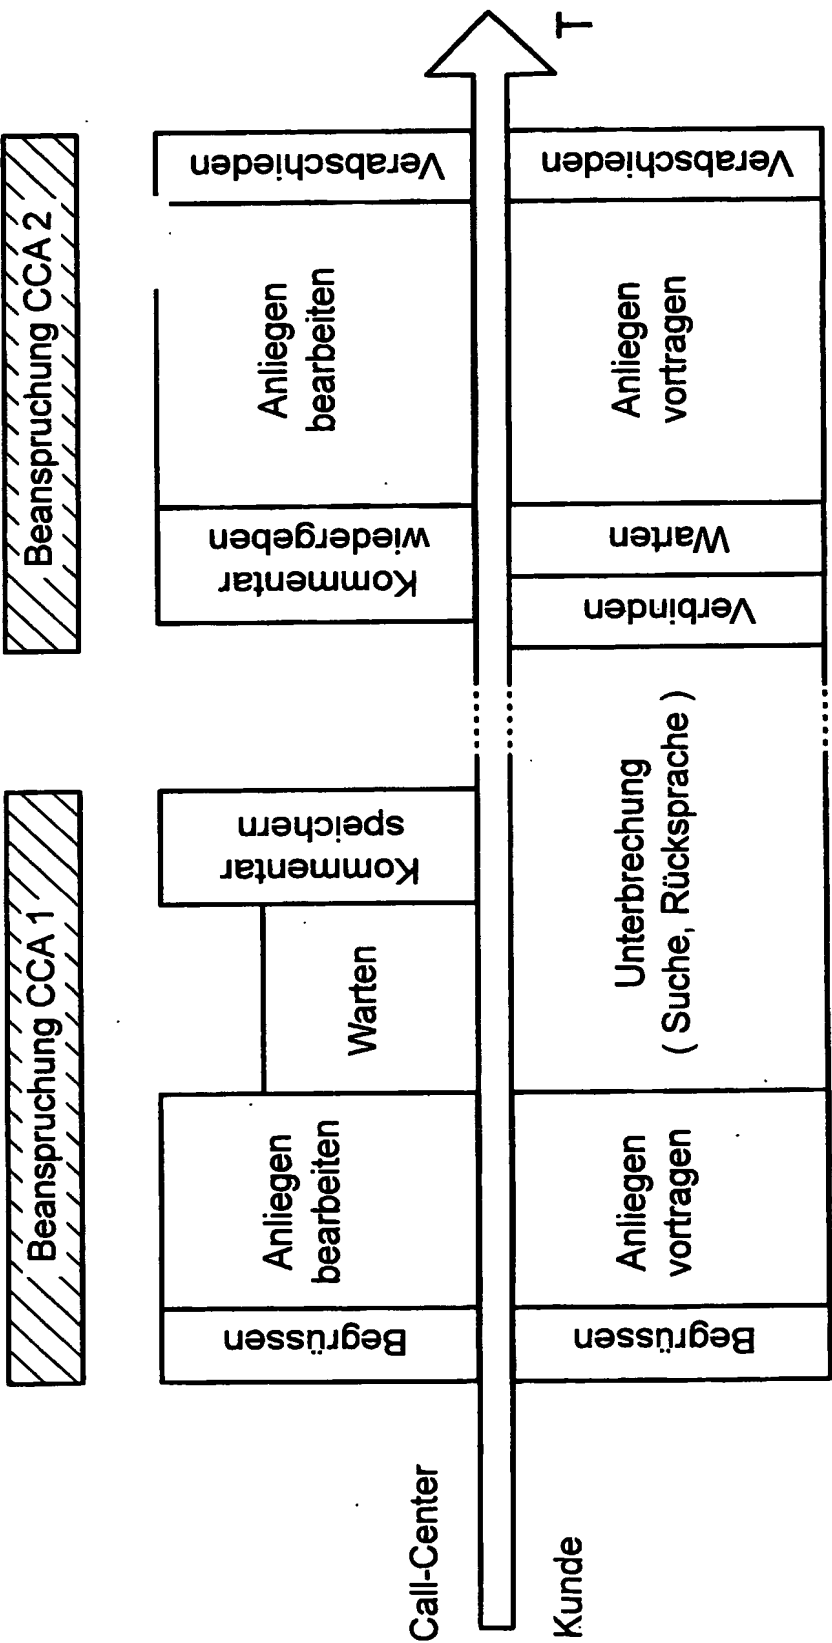 Beanspruchung CCA 1
Beanspruchung CCA 2
Call-Center
Begrüssen
Anliegen
bearbeiten
Warten
Kommentar
speichern
Kommentar
wiedergeben
Anliegen
bearbeiten
Verabschieden
T
Kunde
Begrüssen
Anliegen
vortragen
Unterbrechung
( Suche, Rücksprache )
Verbinden
Warten
Anliegen
vortragen
Verabschieden